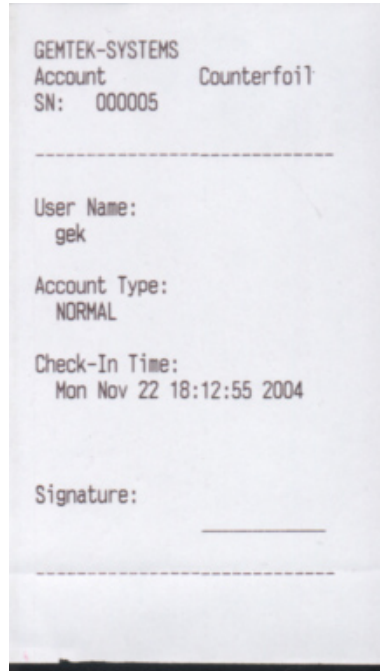 GEMTEK-SYSTEMS
Account Counterfoil
SN: 000005
--------------------------------
User Name:
gek
Account Type:
NORMAL
Check-In Time:
Mon Nov 22 18:12:55 2004
Signature:
____________
--------------------------------